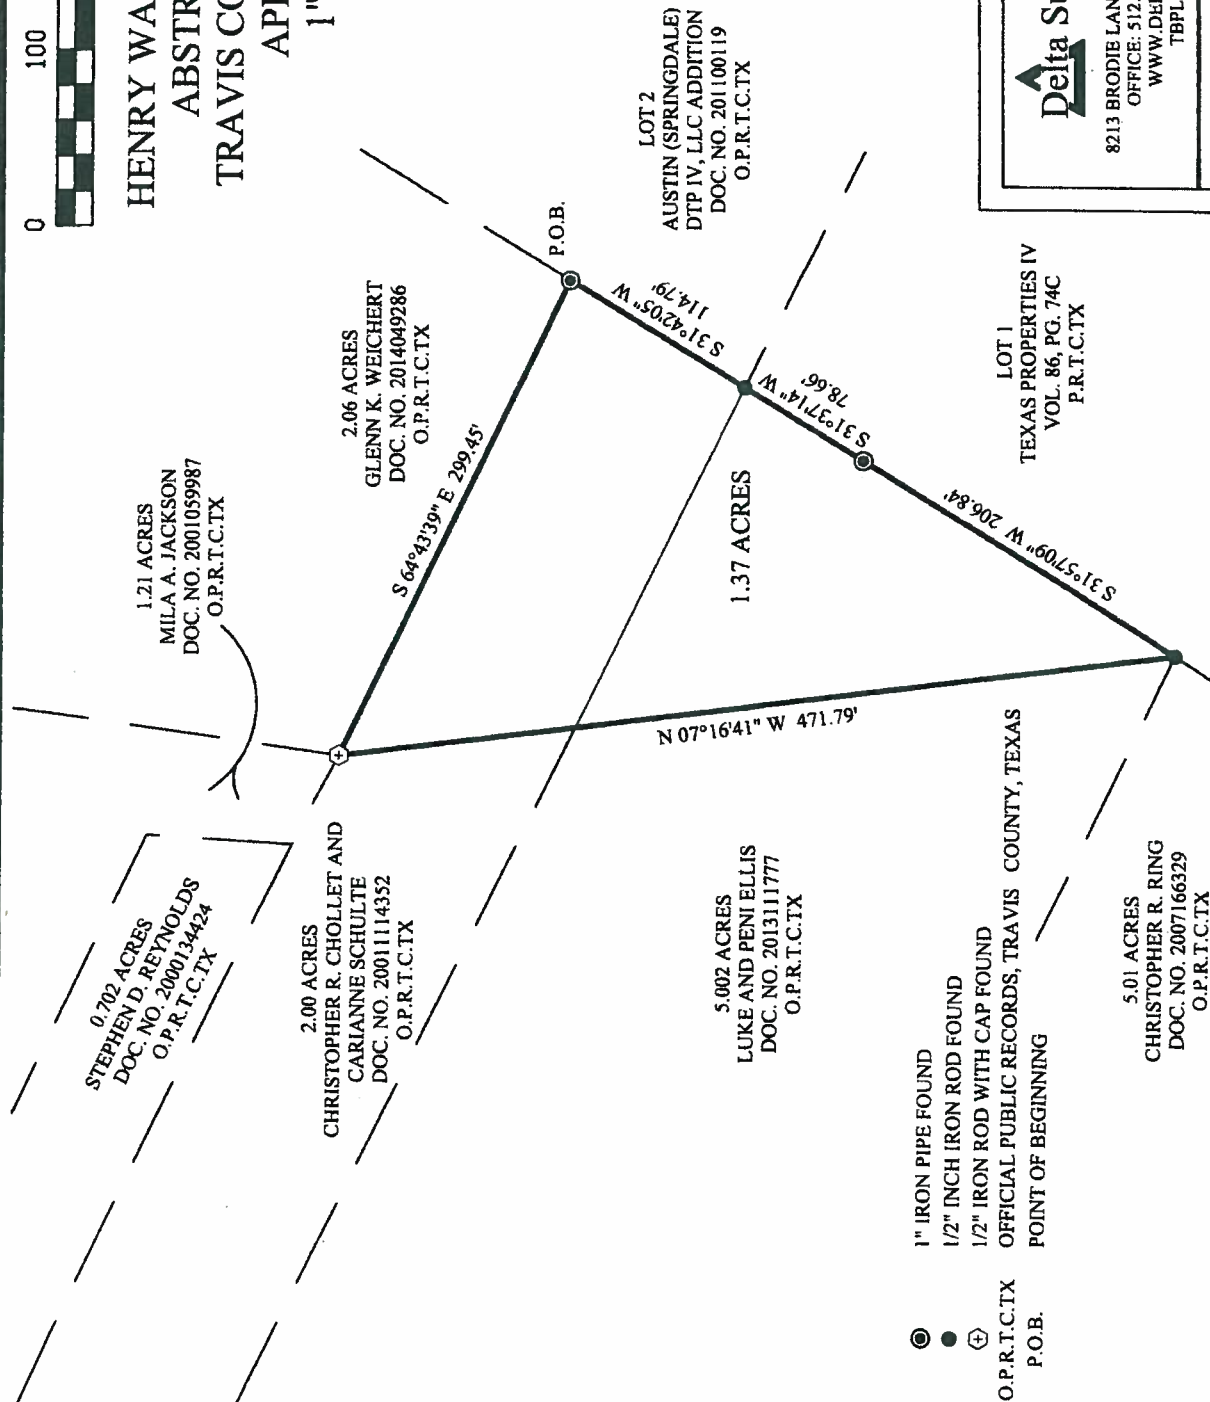 0
100
HENRY WA
ABSTR
TRAVIS CO
API
1"
1.21 ACRES
MILA A. JACKSON
DOC. NO. 2001059987
O.P.R.T.C.TX
2.06 ACRES
GLENN K. WEICHERT
DOC. NO. 2014049286
O.P.R.T.C.TX
P.O.B.
LOT 2
AUSTIN (SPRINGDALE)
DTP IV, LLC ADDITION
DOC. NO. 201100119
O.P.R.T.C.TX
S 64°43'39" E 299.45'
S 31°42'05" W
114.79'
S 31°37'14" W
78.66'
S 31°57'09" W 206.84'
N 07°16'41" W 471.79'
1.37 ACRES
LOT 1
TEXAS PROPERTIES IV
VOL. 86, PG. 74C
P.R.T.C.TX
0.702 ACRES
STEPHEN D. REYNOLDS
DOC. NO. 2000134424
O.P.R.T.C.TX
2.00 ACRES
CHRISTOPHER R. CHOLLET AND
CARIANNE SCHULTE
DOC. NO. 20011114352
O.P.R.T.C.TX
5.002 ACRES
LUKE AND PENI ELLIS
DOC. NO. 2013111777
O.P.R.T.C.TX
5.01 ACRES
CHRISTOPHER R. RING
DOC. NO. 2007166329
O.P.R.T.C.TX
1" IRON PIPE FOUND
1/2" INCH IRON ROD FOUND
1/2" IRON ROD WITH CAP FOUND
O.P.R.T.C.TX OFFICIAL PUBLIC RECORDS, TRAVIS COUNTY, TEXAS
P.O.B. POINT OF BEGINNING
Delta Su
8213 BRODIE LAN
OFFICE: 512.
WWW.DEL
TBPL